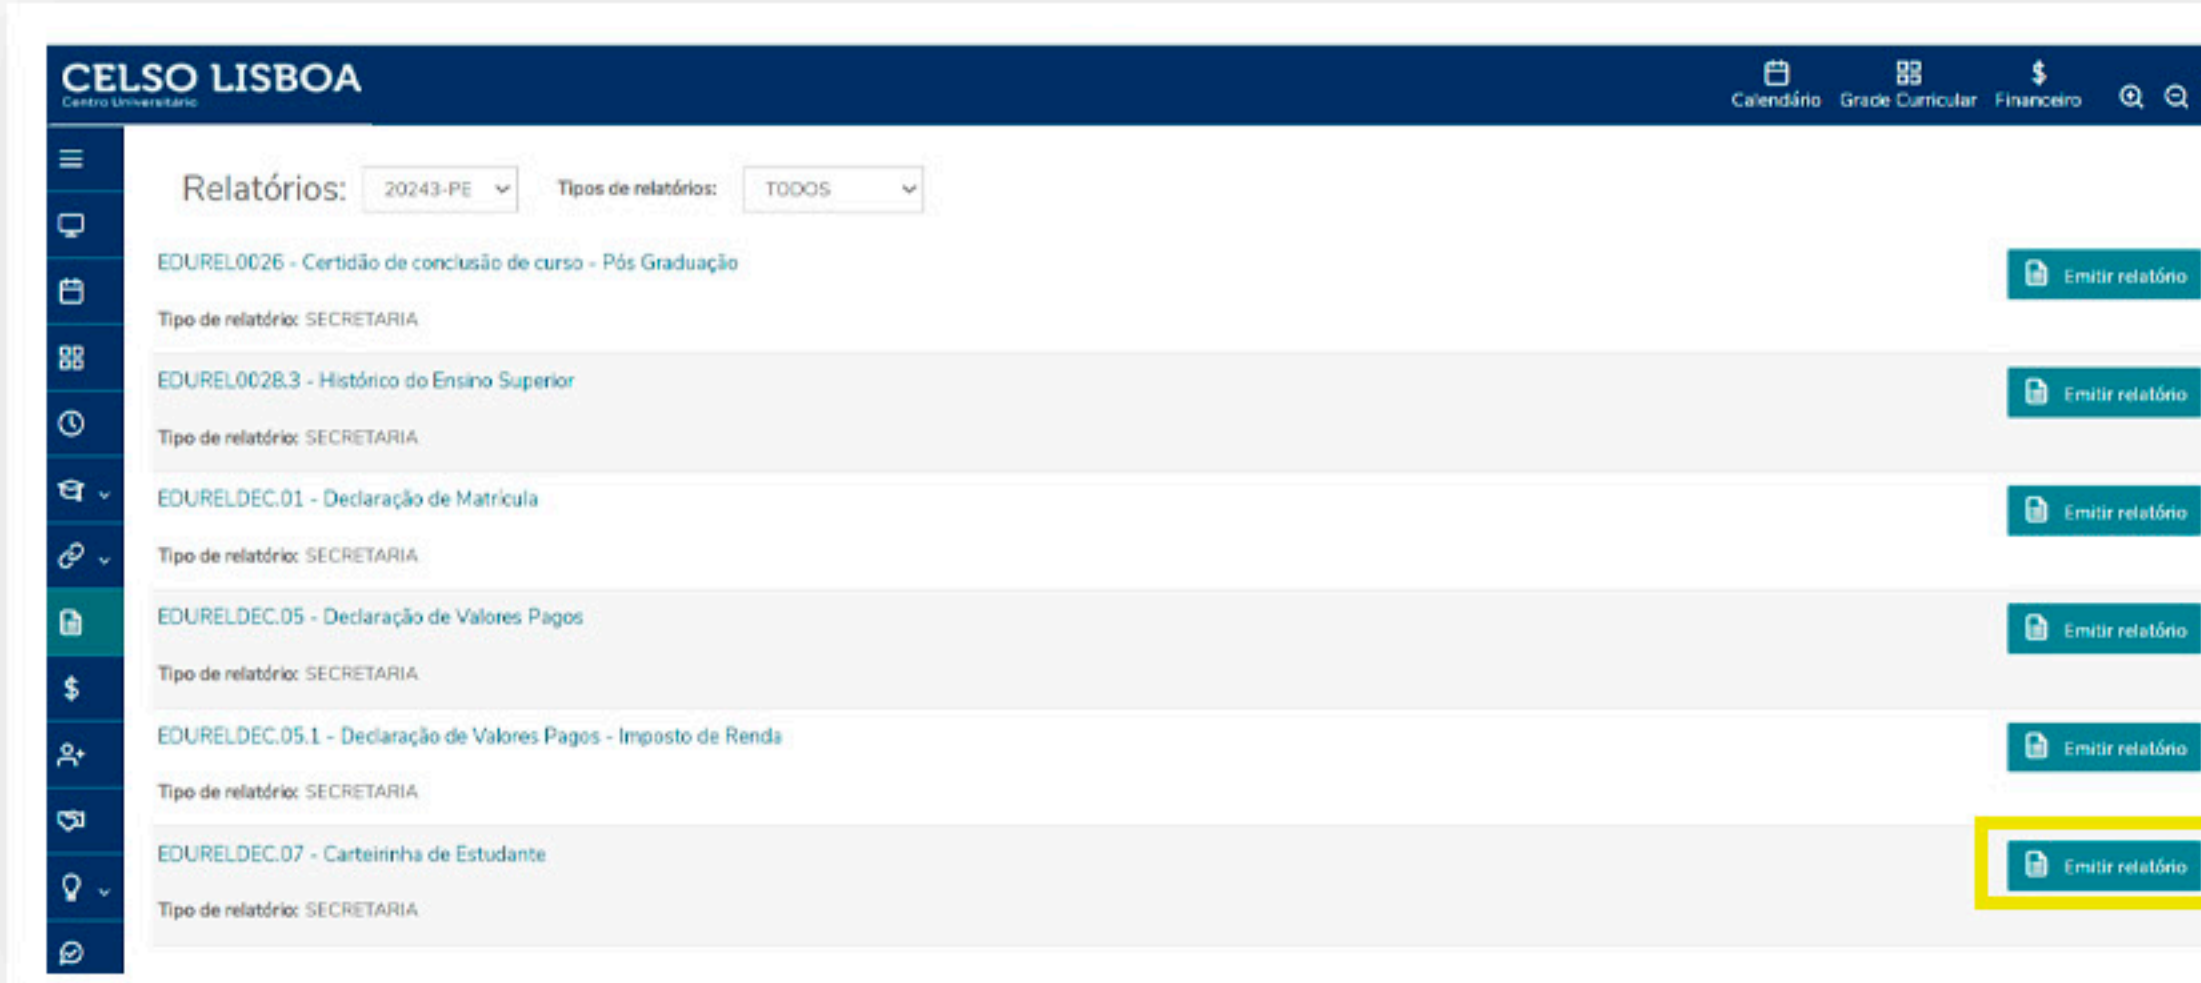 CELSO LISBOA
Centro Universitário
Calendário Grade Curricular Financeiro
Relatórios: 20243-PE Tipos de relatórios: TODOS
EDUREL0026 - Certidão de conclusão de curso - Pós Graduação
Emitir relatório
Tipo de relatório: SECRETARIA
EDUREL0028.3 - Histórico do Ensino Superior
Emitir relatório
Tipo de relatório: SECRETARIA
EDURELDEC.01 - Declaração de Matrícula
Emitir relatório
Tipo de relatório: SECRETARIA
EDURELDEC.05 - Declaração de Valores Pagos
Emitir relatório
Tipo de relatório: SECRETARIA
EDURELDEC.05.1 - Declaração de Valores Pagos - Imposto de Renda
Emitir relatório
Tipo de relatório: SECRETARIA
EDURELDEC.07 - Carteirinha de Estudante
Emitir relatório
Tipo de relatório: SECRETARIA